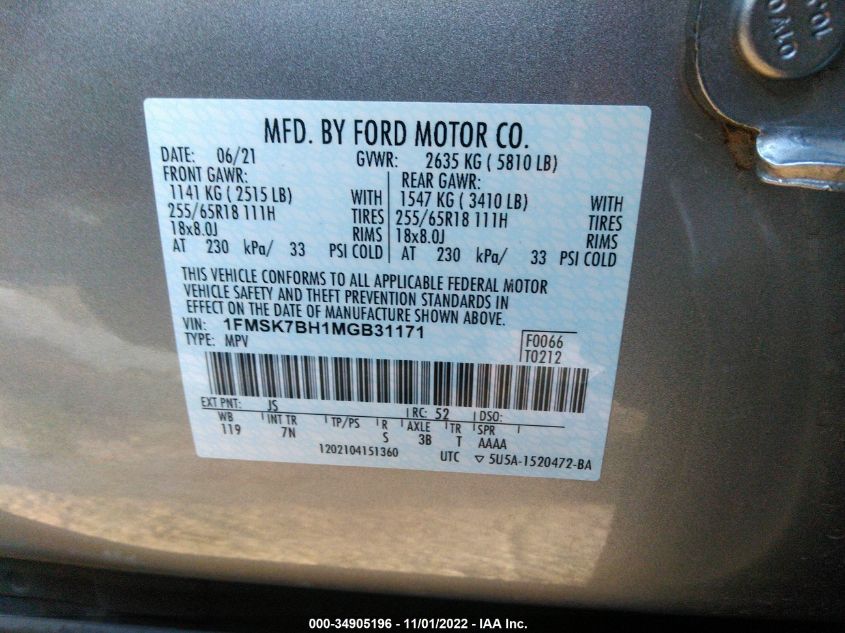 MFD. BY FORD MOTOR CO.
DATE: 06/21 GVWR: 2635 KG ( 5810 LB)
FRONT GAWR: REAR GAWR:
1141 KG ( 2515 LB) WITH 1547 KG ( 3410 LB) WITH
255/65R18 111H TIRES 255/65R18 111H TIRES
18x8.0J RIMS 18x8.0J RIMS
AT 230 kPa/ 33 PSI COLD AT 230 kPa/ 33 PSI COLD
THIS VEHICLE CONFORMS TO ALL APPLICABLE FEDERAL MOTOR
VEHICLE SAFETY AND THEFT PREVENTION STANDARDS IN
EFFECT ON THE DATE OF MANUFACTURE SHOWN ABOVE.
VIN: 1FMSK7BH1MGB31171
TYPE: MPV
F0066
T0212
EXT PNT: JS RC: 52 DSO:
WB INT TR TP/PS R AXLE TR SPR
119 7N S 3B T AAAA
1202104151360 UTC ▽ 5U5A-1520472-BA
000-34905196 - 11/01/2022 - IAA Inc.